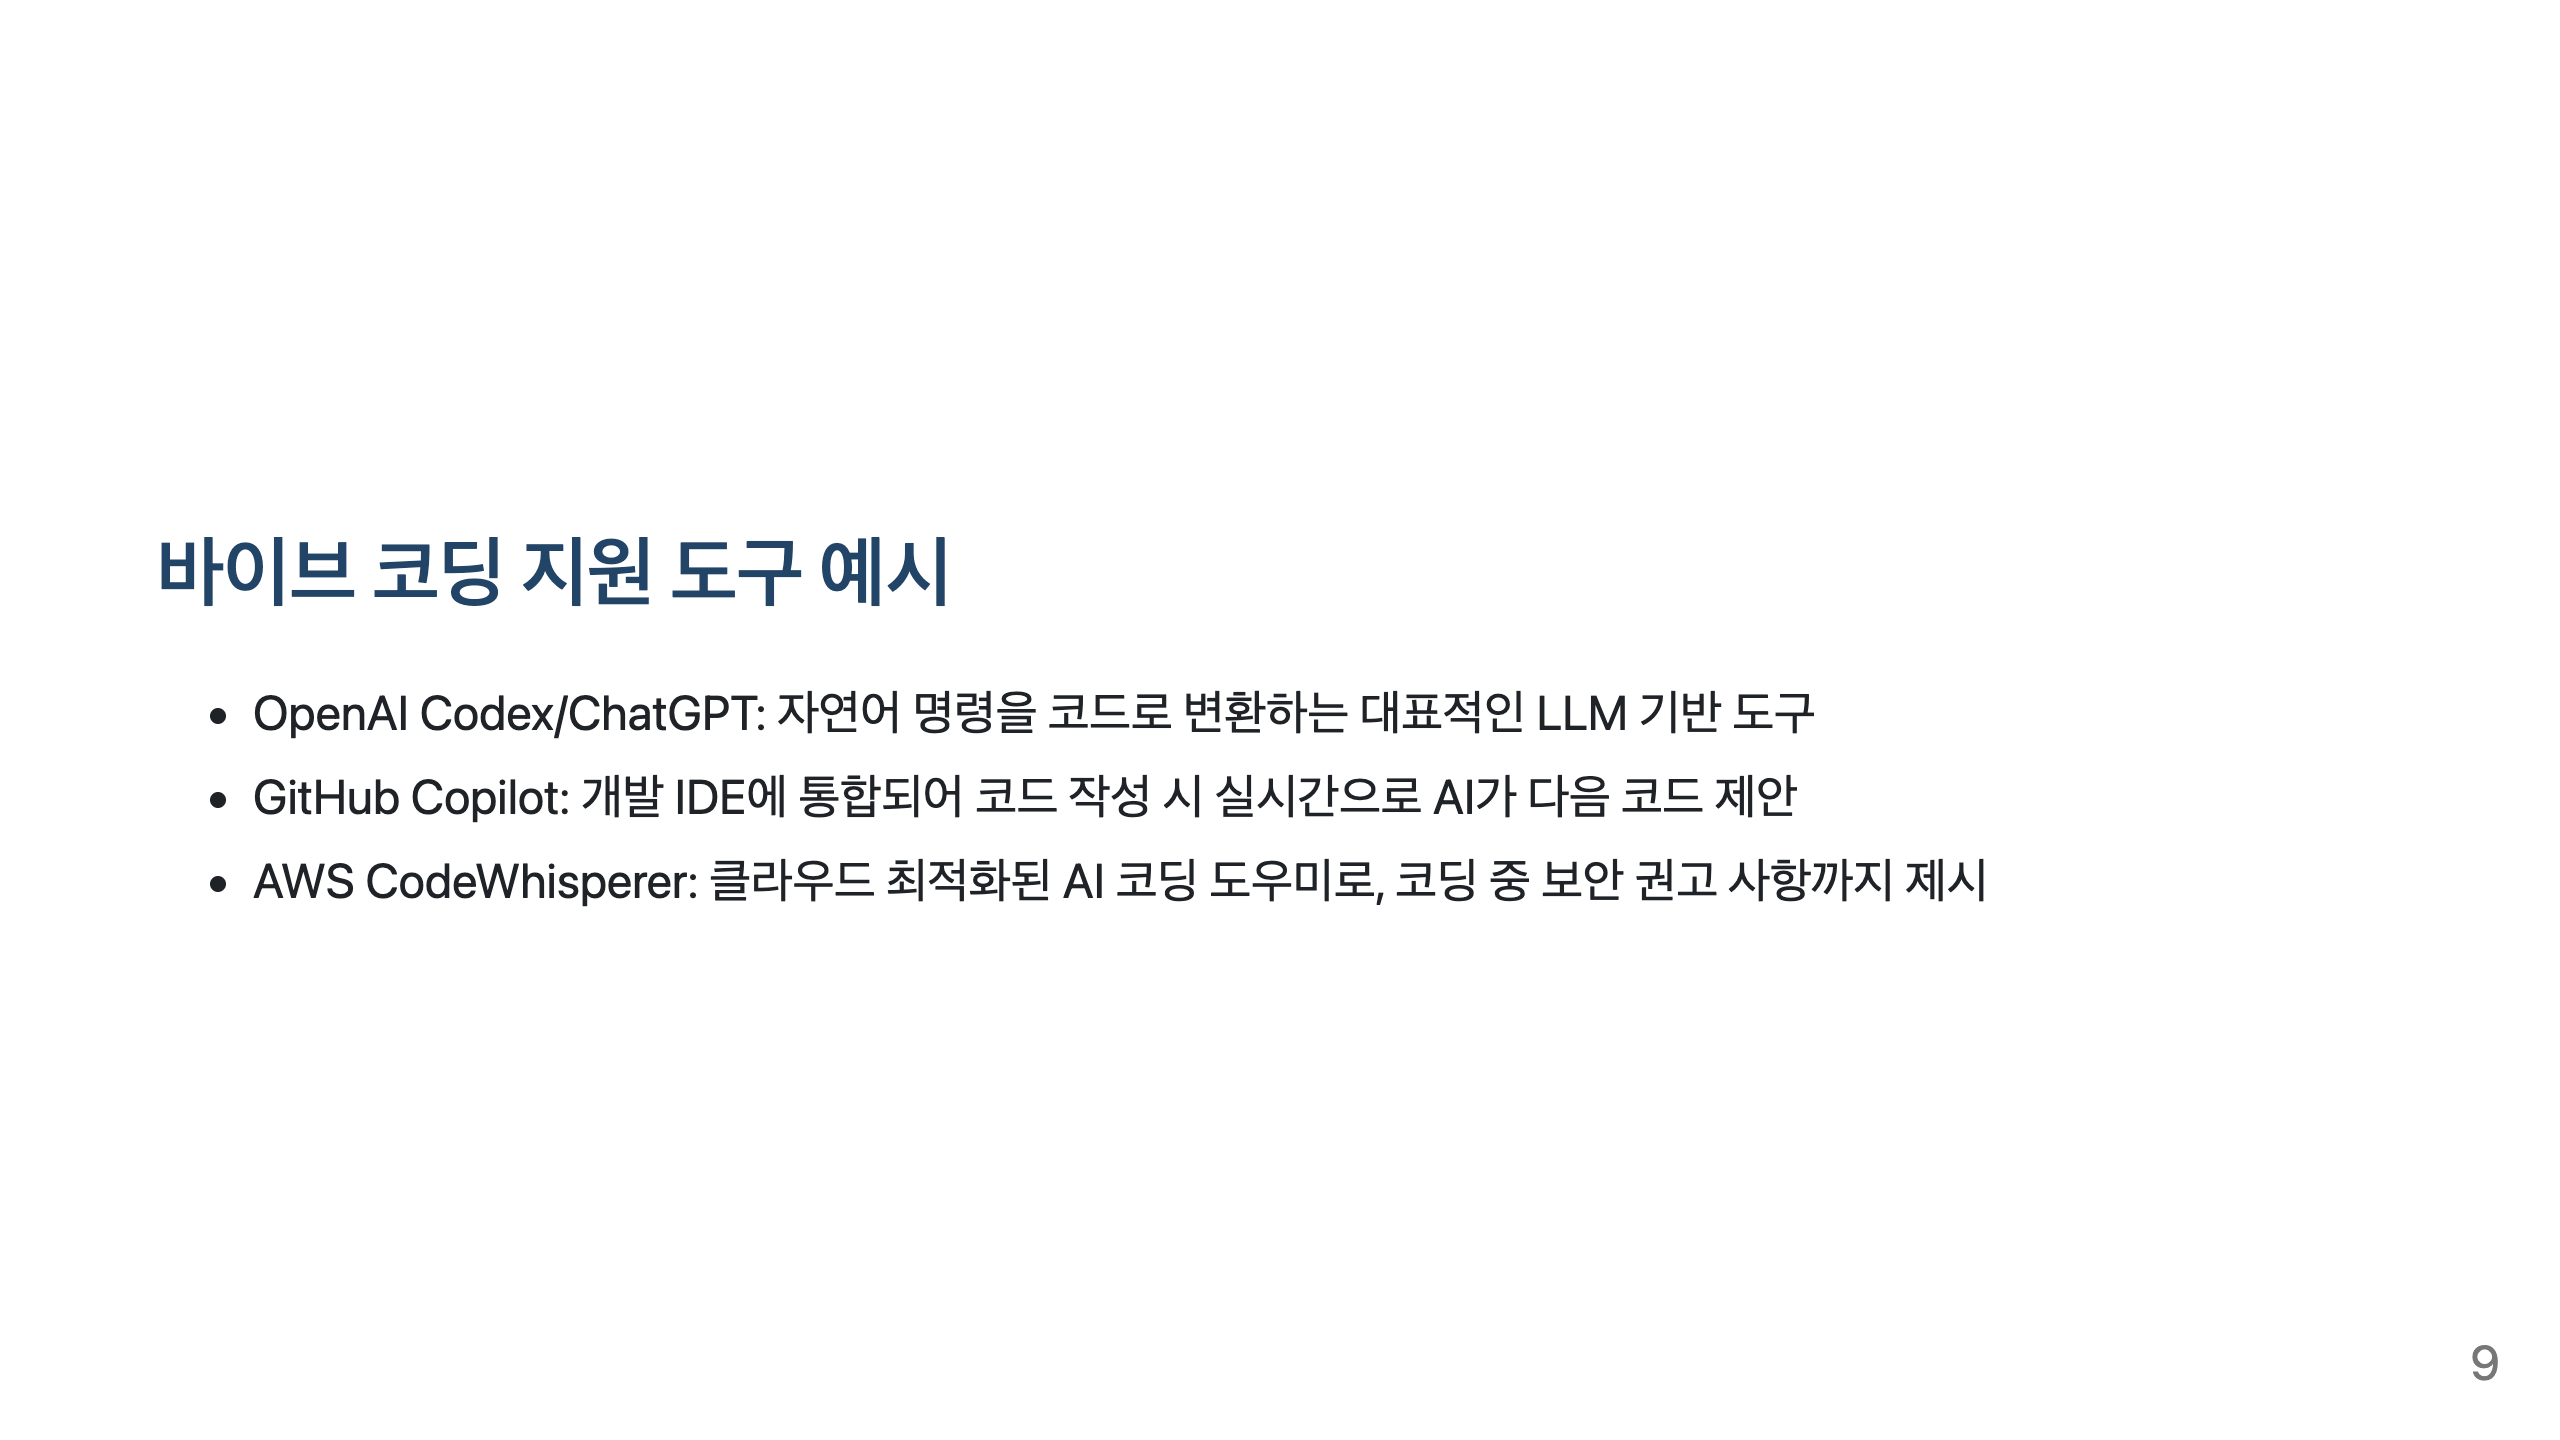 바이브 코딩 지원 도구 예시
• OpenAI Codex/ChatGPT: 자연어 명령을 코드로 변환하는 대표적인 LLM 기반 도구
• GitHub Copilot: 개발 IDE에 통합되어 코드 작성 시 실시간으로 AI가 다음 코드 제안
• AWS CodeWhisperer: 클라우드 최적화된 AI 코딩 도우미로, 코딩 중 보안 권고 사항까지 제시
9